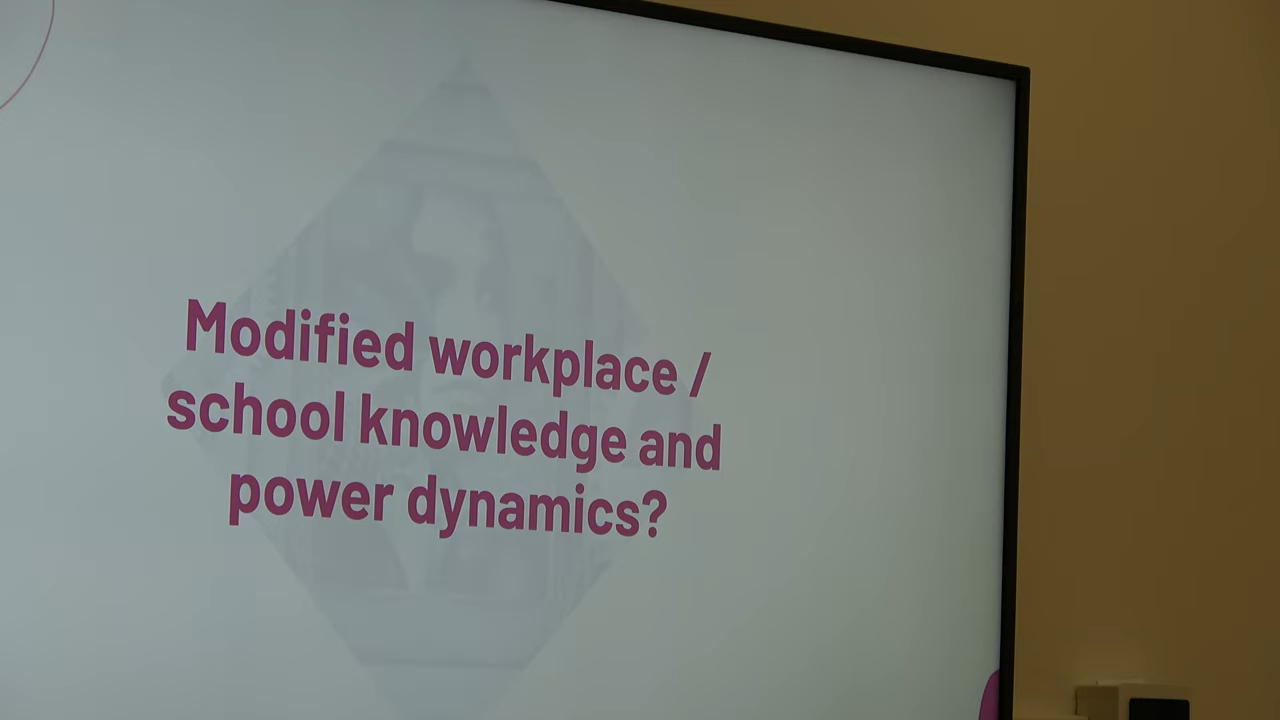 Modified workplace /
school knowledge and
power dynamics?